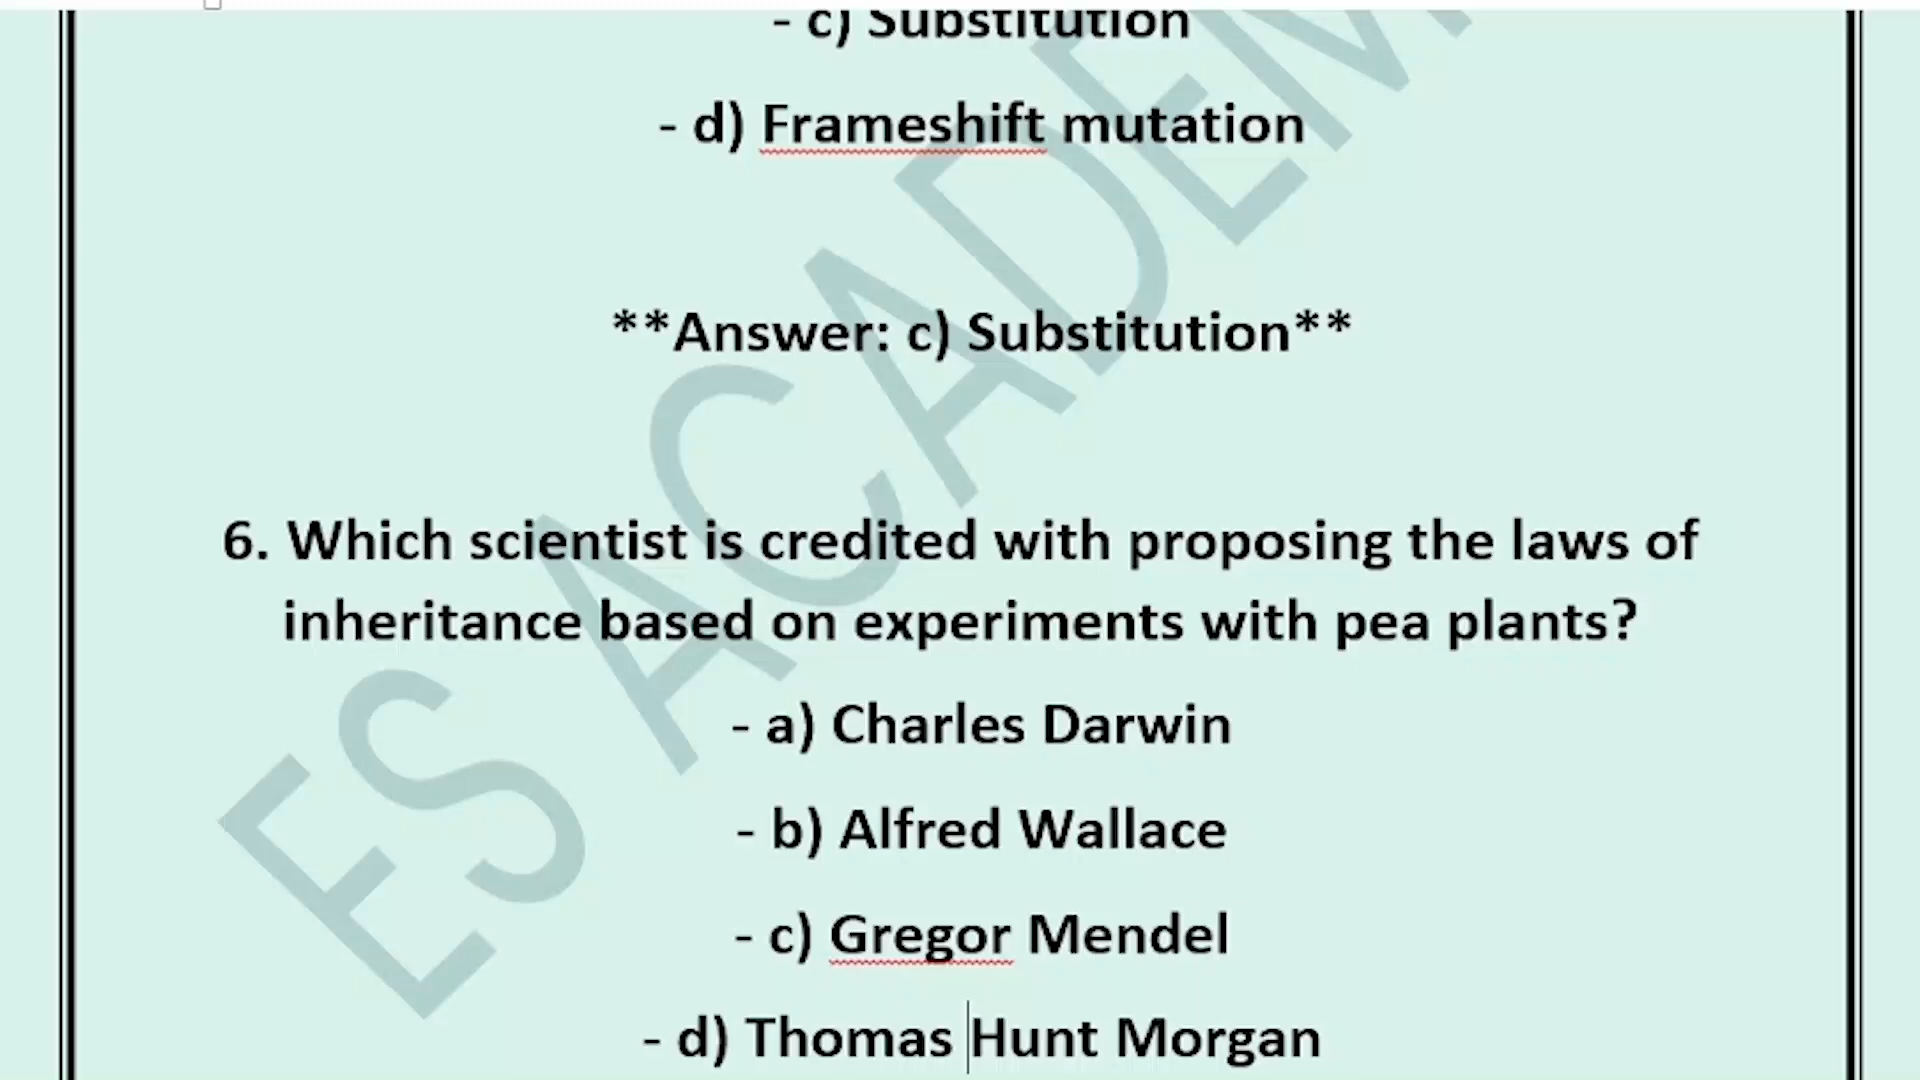 - c) Substitution
- d) Frameshift mutation
**Answer: c) Substitution**
6. Which scientist is credited with proposing the laws of
inheritance based on experiments with pea plants?
- a) Charles Darwin
- b) Alfred Wallace
- c) Gregor Mendel
- d) Thomas Hunt Morgan
ES ACADEM